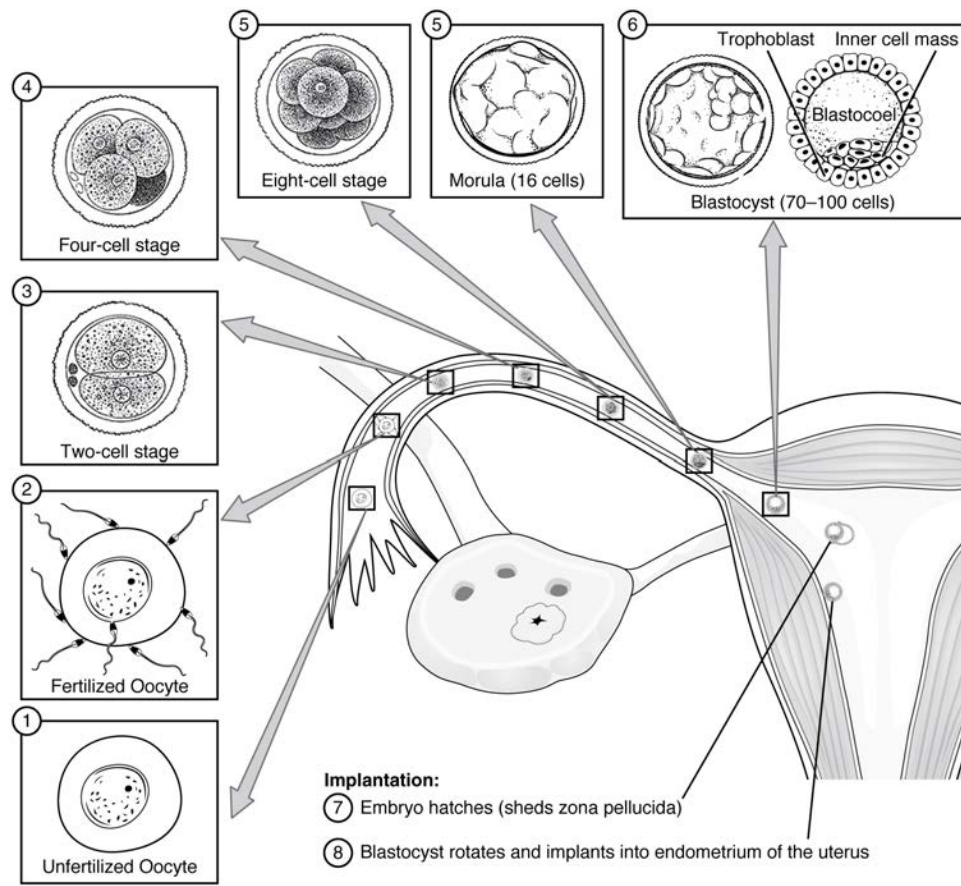 5
5
6
Trophoblast
Inner cell mass
Blastocoel
Eight-cell stage
Morula (16 cells)
Blastocyst (70–100 cells)
4
Four-cell stage
3
Two-cell stage
2
Fertilized Oocyte
1
Unfertilized Oocyte
Implantation:
7 Embryo hatches (sheds zona pellucida)
8 Blastocyst rotates and implants into endometrium of the uterus